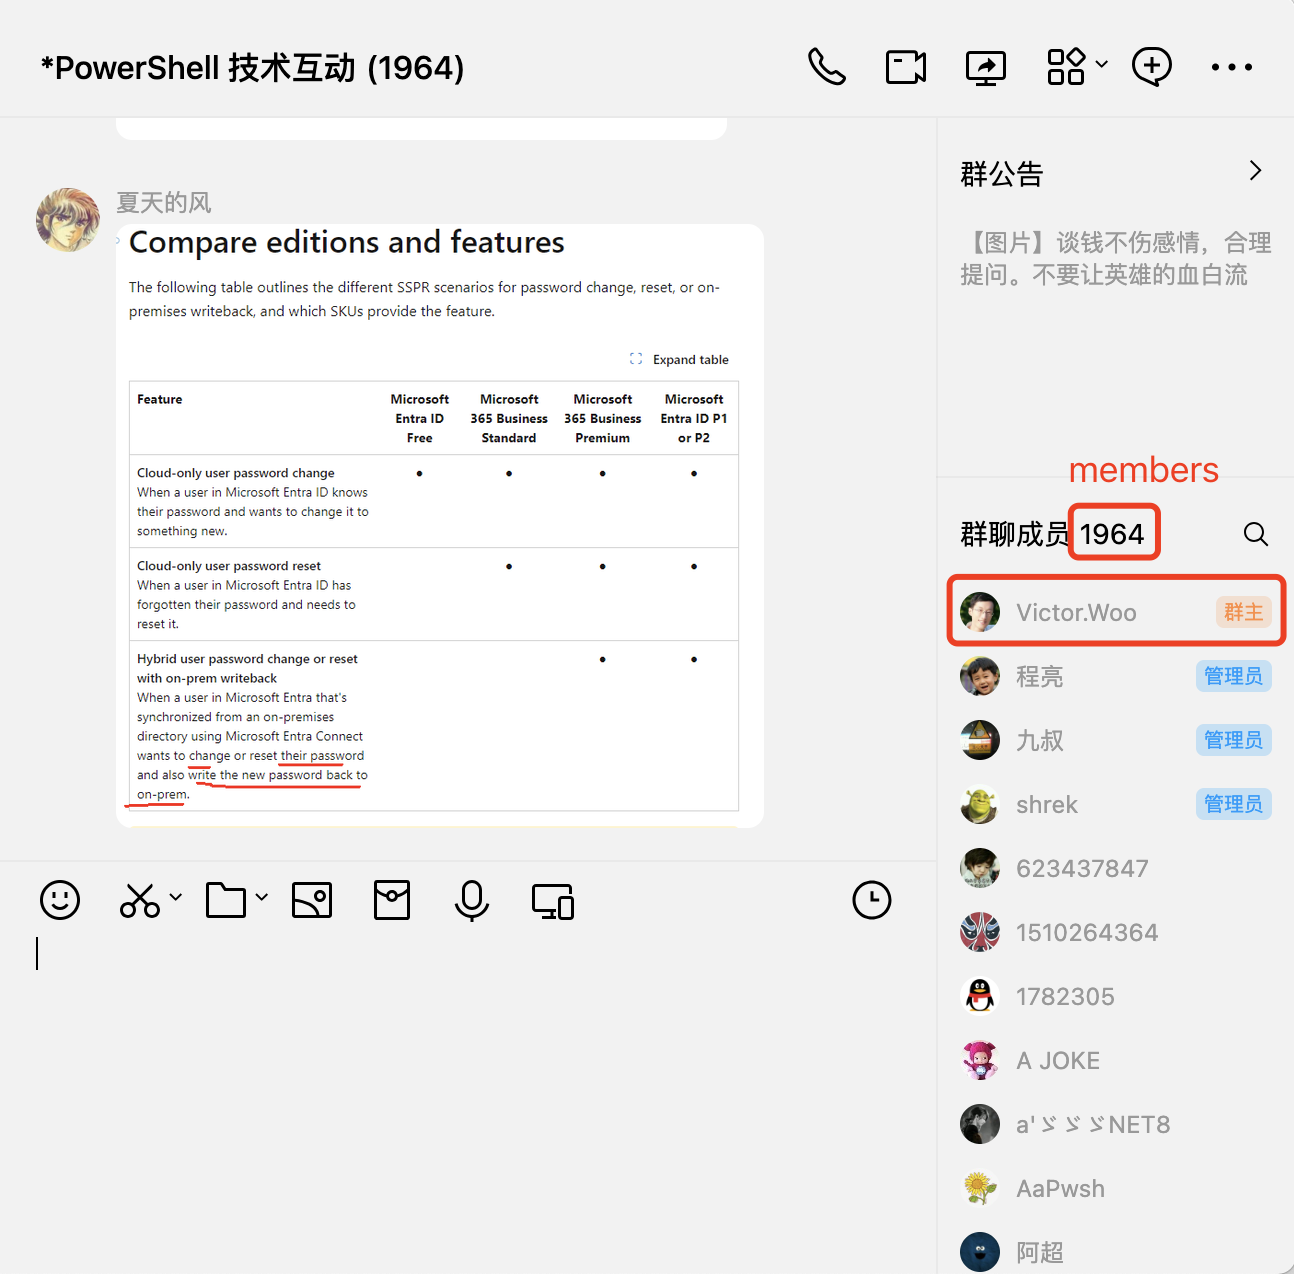 *PowerShell 技术互动 (1964)
夏天的风
Compare editions and features
The following table outlines the different SSPR scenarios for password change, reset, or on-
premises writeback, and which SKUs provide the feature.
Expand table
Feature
Microsoft
Entra ID
Free
Microsoft
365 Business
Standard
Microsoft
365 Business
Premium
Microsoft
Entra ID P1
or P2
Cloud-only user password change
When a user in Microsoft Entra ID knows
their password and wants to change it to
something new.
Cloud-only user password reset
When a user in Microsoft Entra ID has
forgotten their password and needs to
reset it.
Hybrid user password change or reset
with on-prem writeback
When a user in Microsoft Entra that's
synchronized from an on-premises
directory using Microsoft Entra Connect
wants to change or reset their password
and also write the new password back to
on-prem.
群公告
【图片】谈钱不伤感情，合理
提问。不要让英雄的血白流
members
群聊成员 1964
Victor.Woo 群主
程亮 管理员
九叔 管理员
shrek 管理员
623437847
1510264364
1782305
A JOKE
a'ゞゞゞNET8
AaPwsh
阿超